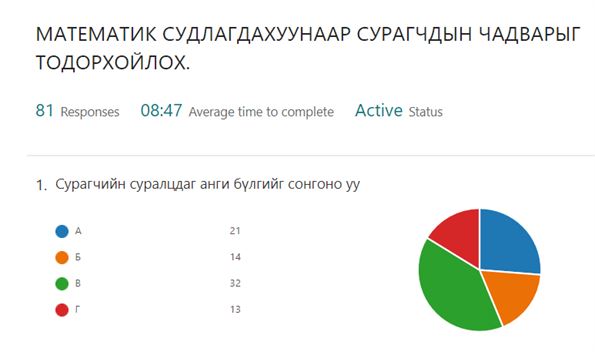 МАТЕМАТИК СУДЛАГДАХУУНААР СУРАГЧДЫН ЧАДВАРЫГ
ТОДОРХОЙЛОХ.
81 Responses 08:47 Average time to complete Active Status
1. Сурагчийн суралцдаг анги бүлгийг сонгоно уу
А 21
Б 14
В 32
Г 13